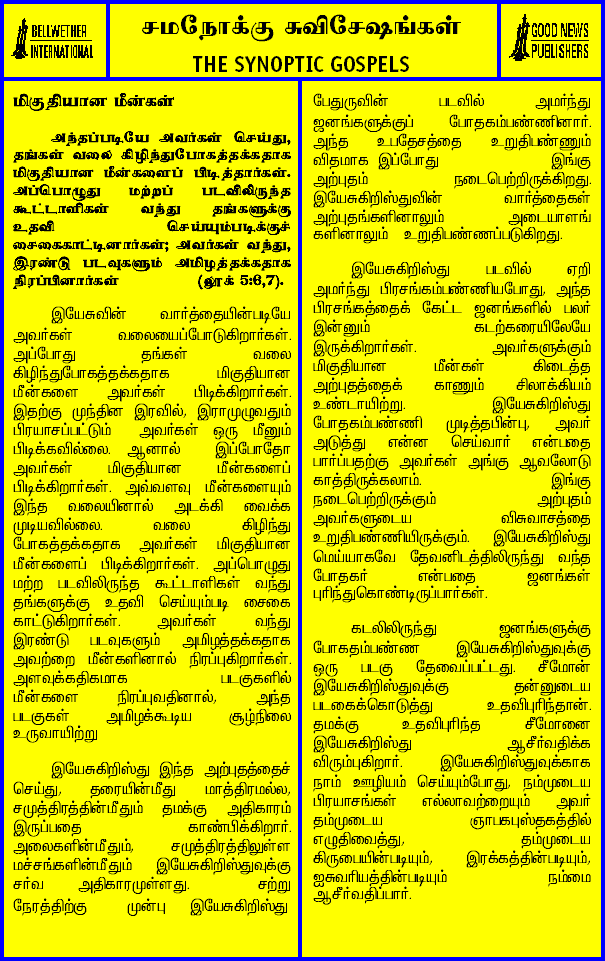 BELLWETHER
INTERNATIONAL
சமநோக்கு சுவிசேஷங்கள்
THE SYNOPTIC GOSPELS
GOOD NEWS
PUBLISHERS
மிகுதியான மீன்கள்
அந்தப்படியே அவர்கள் செய்து,
தங்கள் வலை கிழிந்துபோகத்தக்கதாக
மிகுதியான மீன்களைப் பிடித்தார்கள்.
அப்பொழுது மற்றப் படவிலிருந்த
கூட்டாளிகள் வந்து தங்களுக்கு
உதவி செய்யும்படிக்குச்
சைகைகாட்டினார்கள்; அவர்கள் வந்து,
இரண்டு படவுகளும் அமிழத்தக்கதாக
நிரப்பினார்கள் (லூக் 5:6,7).
இயேசுவின் வார்த்தையின்படியே
அவர்கள் வலையைப்போடுகிறார்கள்.
அப்போது தங்கள் வலை
கிழிந்துபோகத்தக்கதாக மிகுதியான
மீன்களை அவர்கள் பிடிக்கிறார்கள்.
இதற்கு முந்தின இரவில், இராமுழுவதும்
பிரயாசப்பட்டும் அவர்கள் ஒரு மீனும்
பிடிக்கவில்லை. ஆனால் இப்போதோ
அவர்கள் மிகுதியான மீன்களைப்
பிடிக்கிறார்கள். அவ்வளவு மீன்களையும்
இந்த வலையினால் அடக்கி வைக்க
முடியவில்லை. வலை கிழிந்து
போகத்தக்கதாக அவர்கள் மிகுதியான
மீன்களைப் பிடிக்கிறார்கள். அப்பொழுது
மற்ற படவிலிருந்த கூட்டாளிகள் வந்து
தங்களுக்கு உதவி செய்யும்படி சைகை
காட்டுகிறார்கள். அவர்கள் வந்து
இரண்டு படவுகளும் அமிழத்தக்கதாக
அவற்றை மீன்களினால் நிரப்புகிறார்கள்.
அளவுக்கதிகமாக படகுகளில்
மீன்களை நிரப்புவதினால், அந்த
படகுகள் அமிழக்கூடிய சூழ்நிலை
உருவாயிற்று
இயேசுகிறிஸ்து இந்த அற்புதத்தைச்
செய்து, தரையின்மீது மாத்திரமல்ல,
சமுத்திரத்தின்மீதும் தமக்கு அதிகாரம்
இருப்பதை காண்பிக்கிறார்.
அலைகளின்மீதும், சமுத்திரத்திலுள்ள
மச்சங்களின்மீதும் இயேசுகிறிஸ்துவுக்கு
சர்வ அதிகாரமுள்ளது. சற்று
நேரத்திற்கு முன்பு இயேசுகிறிஸ்து
பேதுருவின் படவில் அமர்ந்து
ஜனங்களுக்குப் போதகம்பண்ணினார்.
அந்த உபதேசத்தை உறுதிபண்ணும்
விதமாக இப்போது இங்கு
அற்புதம் நடைபெற்றிருக்கிறது.
இயேசுகிறிஸ்துவின் வார்த்தைகள்
அற்புதங்களினாலும் அடையாளங்
களினாலும் உறுதிபண்ணப்படுகிறது.
இயேசுகிறிஸ்து படவில் ஏறி
அமர்ந்து பிரசங்கம்பண்ணியபோது, அந்த
பிரசங்கத்தைக் கேட்ட ஜனங்களில் பலர்
இன்னும் கடற்கரையிலேயே
இருக்கிறார்கள். அவர்களுக்கும்
மிகுதியான மீன்கள் கிடைத்த
அற்புதத்தைக் காணும் சிலாக்கியம்
உண்டாயிற்று. இயேசுகிறிஸ்து
போதகம்பண்ணி முடித்தபின்பு, அவர்
அடுத்து என்ன செய்வார் என்பதை
பார்ப்பதற்கு அவர்கள் அங்கு ஆவலோடு
காத்திருக்கலாம். இங்கு
நடைபெற்றிருக்கும் அற்புதம்
அவர்களுடைய விசுவாசத்தை
உறுதிபண்ணியிருக்கும். இயேசுகிறிஸ்து
மெய்யாகவே தேவனிடத்திலிருந்து வந்த
போதகர் என்பதை ஜனங்கள்
புரிந்துகொண்டிருப்பார்கள்.
கடலிலிருந்து ஜனங்களுக்கு
போதகம்பண்ண இயேசுகிறிஸ்துவுக்கு
ஒரு படகு தேவைப்பட்டது. சீமோன்
இயேசுகிறிஸ்துவுக்கு தன்னுடைய
படகைக்கொடுத்து உதவிபுரிந்தான்.
தமக்கு உதவிபுரிந்த சீமோனை
இயேசுகிறிஸ்து ஆசீர்வதிக்க
விரும்புகிறார். இயேசுகிறிஸ்துவுக்காக
நாம் ஊழியம் செய்யும்போது, நம்முடைய
பிரயாசங்கள் எல்லாவற்றையும் அவர்
தம்முடைய ஞாபகபுஸ்தகத்தில்
எழுதிவைத்து, தம்முடைய
கிருபையின்படியும், இரக்கத்தின்படியும்,
ஐசுவரியத்தின்படியும் நம்மை
ஆசீர்வதிப்பார்.